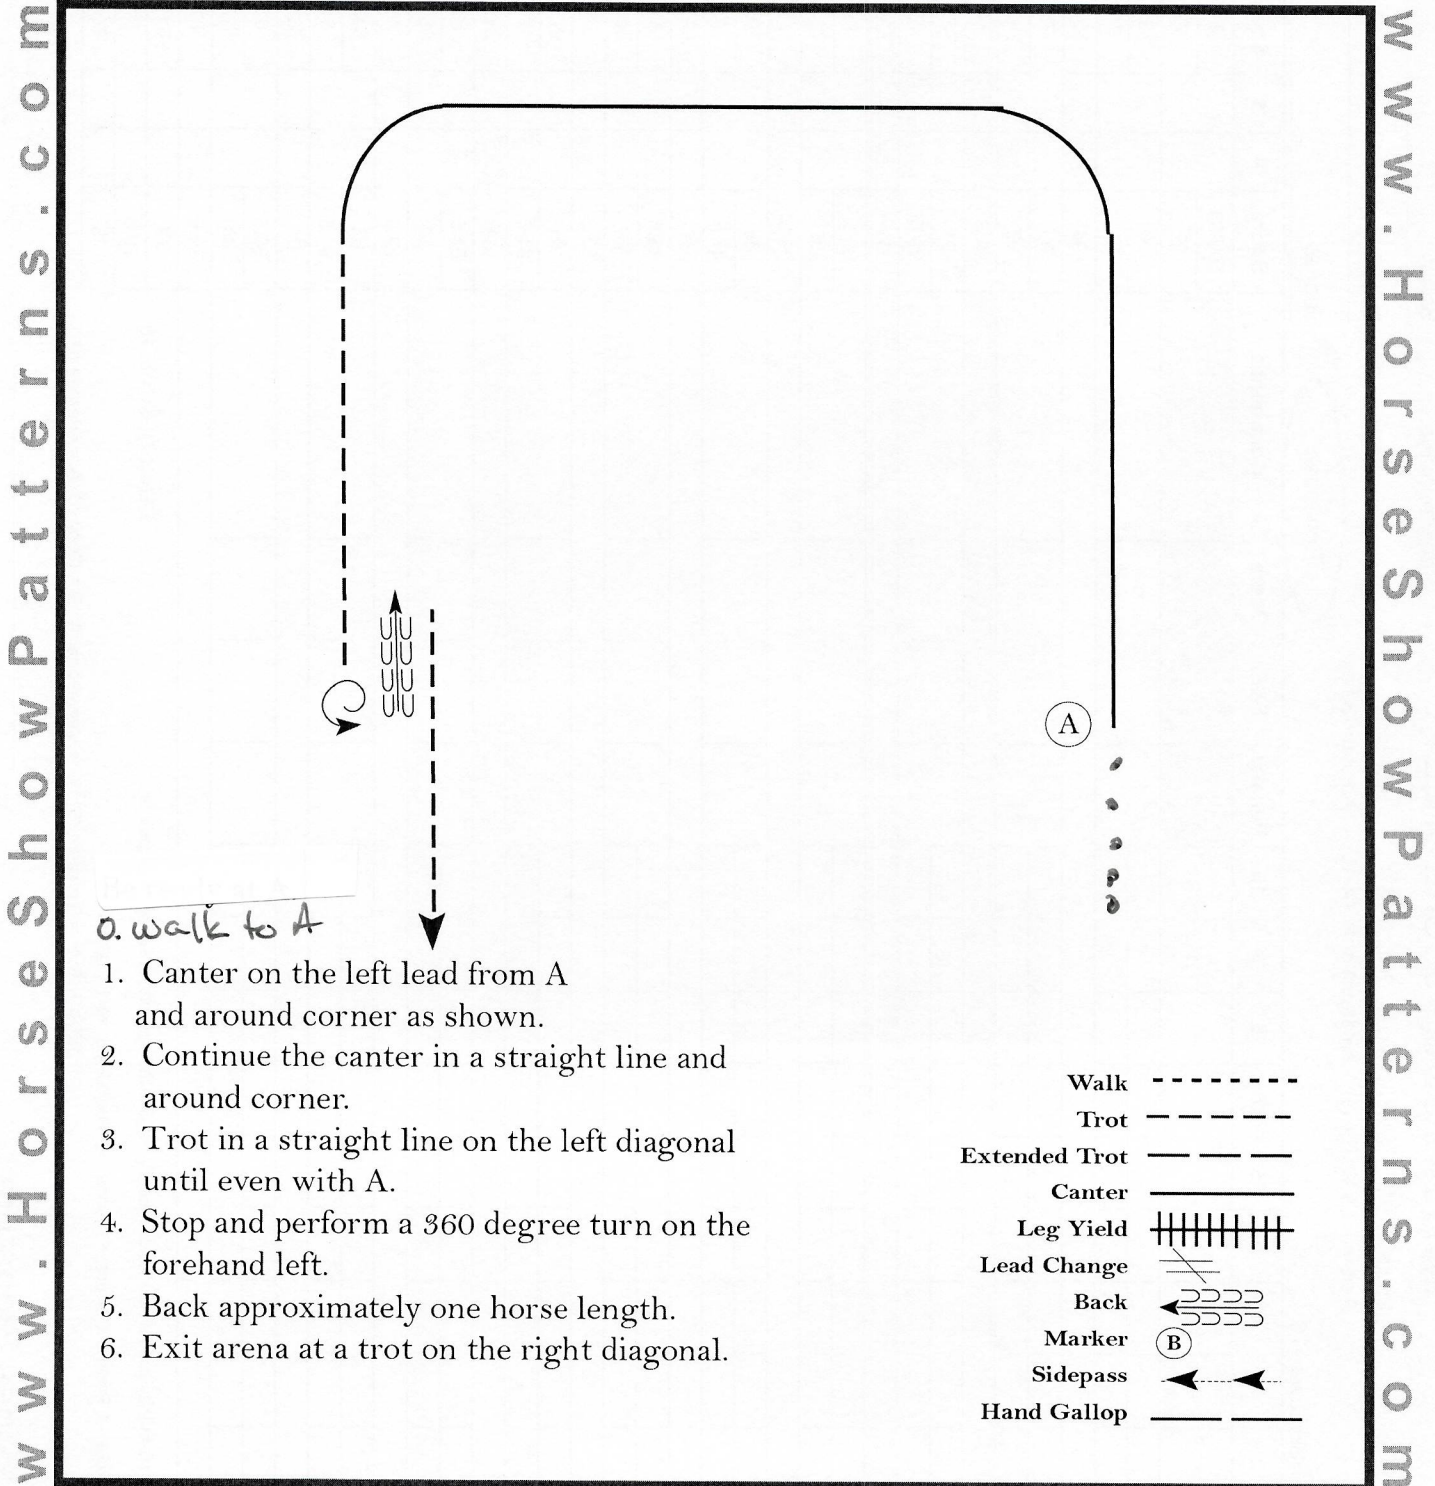 www.HorseShowPatterns.com
www.HorseShowPatterns.com
A
0. walk to A
1. Canter on the left lead from A
and around corner as shown.
2. Continue the canter in a straight line and
around corner.
3. Trot in a straight line on the left diagonal
until even with A.
4. Stop and perform a 360 degree turn on the
forehand left.
5. Back approximately one horse length.
6. Exit arena at a trot on the right diagonal.
Walk
Trot
Extended Trot
Canter
Leg Yield
Lead Change
Back
Marker B
Sidepass
Hand Gallop